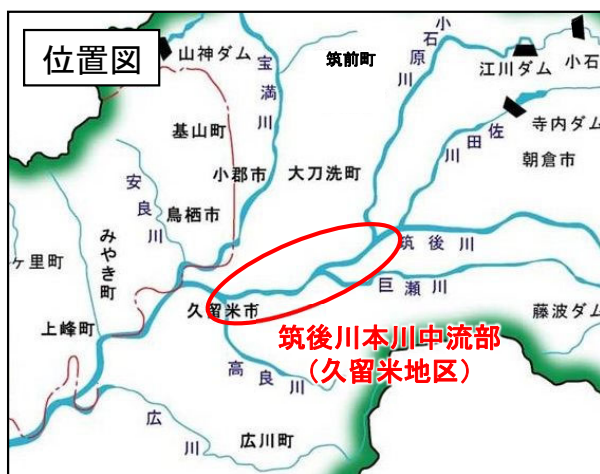 位置図
山神ダム
宝満川
筑前町
小石原川
江川ダム
小石
寺内ダム
佐田川
朝倉市
基山町
小郡市
大刀洗町
安良川
鳥栖市
みやき町
ヶ里町
筑後川
巨瀬川
久留米市
上峰町
藤波ダム
筑後川本川中流部
（久留米地区）
高良川
広川
広川町